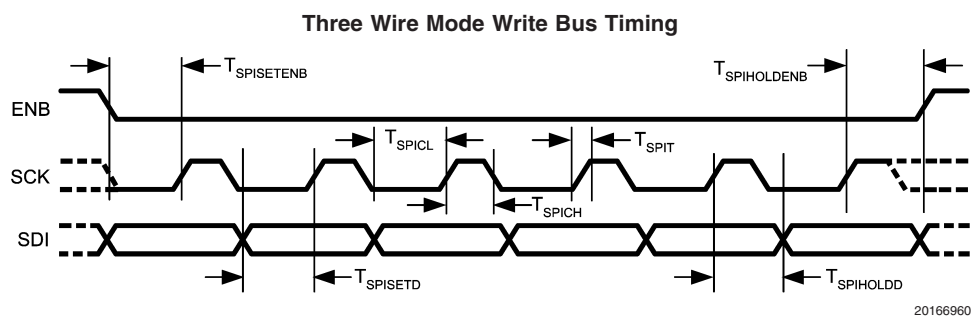 Three Wire Mode Write Bus Timing
TSPISETENB
TSPIHOLDENB
ENB
TSPICL
TSPIT
SCK
TSPICH
SDI
TSPISETD
TSPIHOLDD
20166960